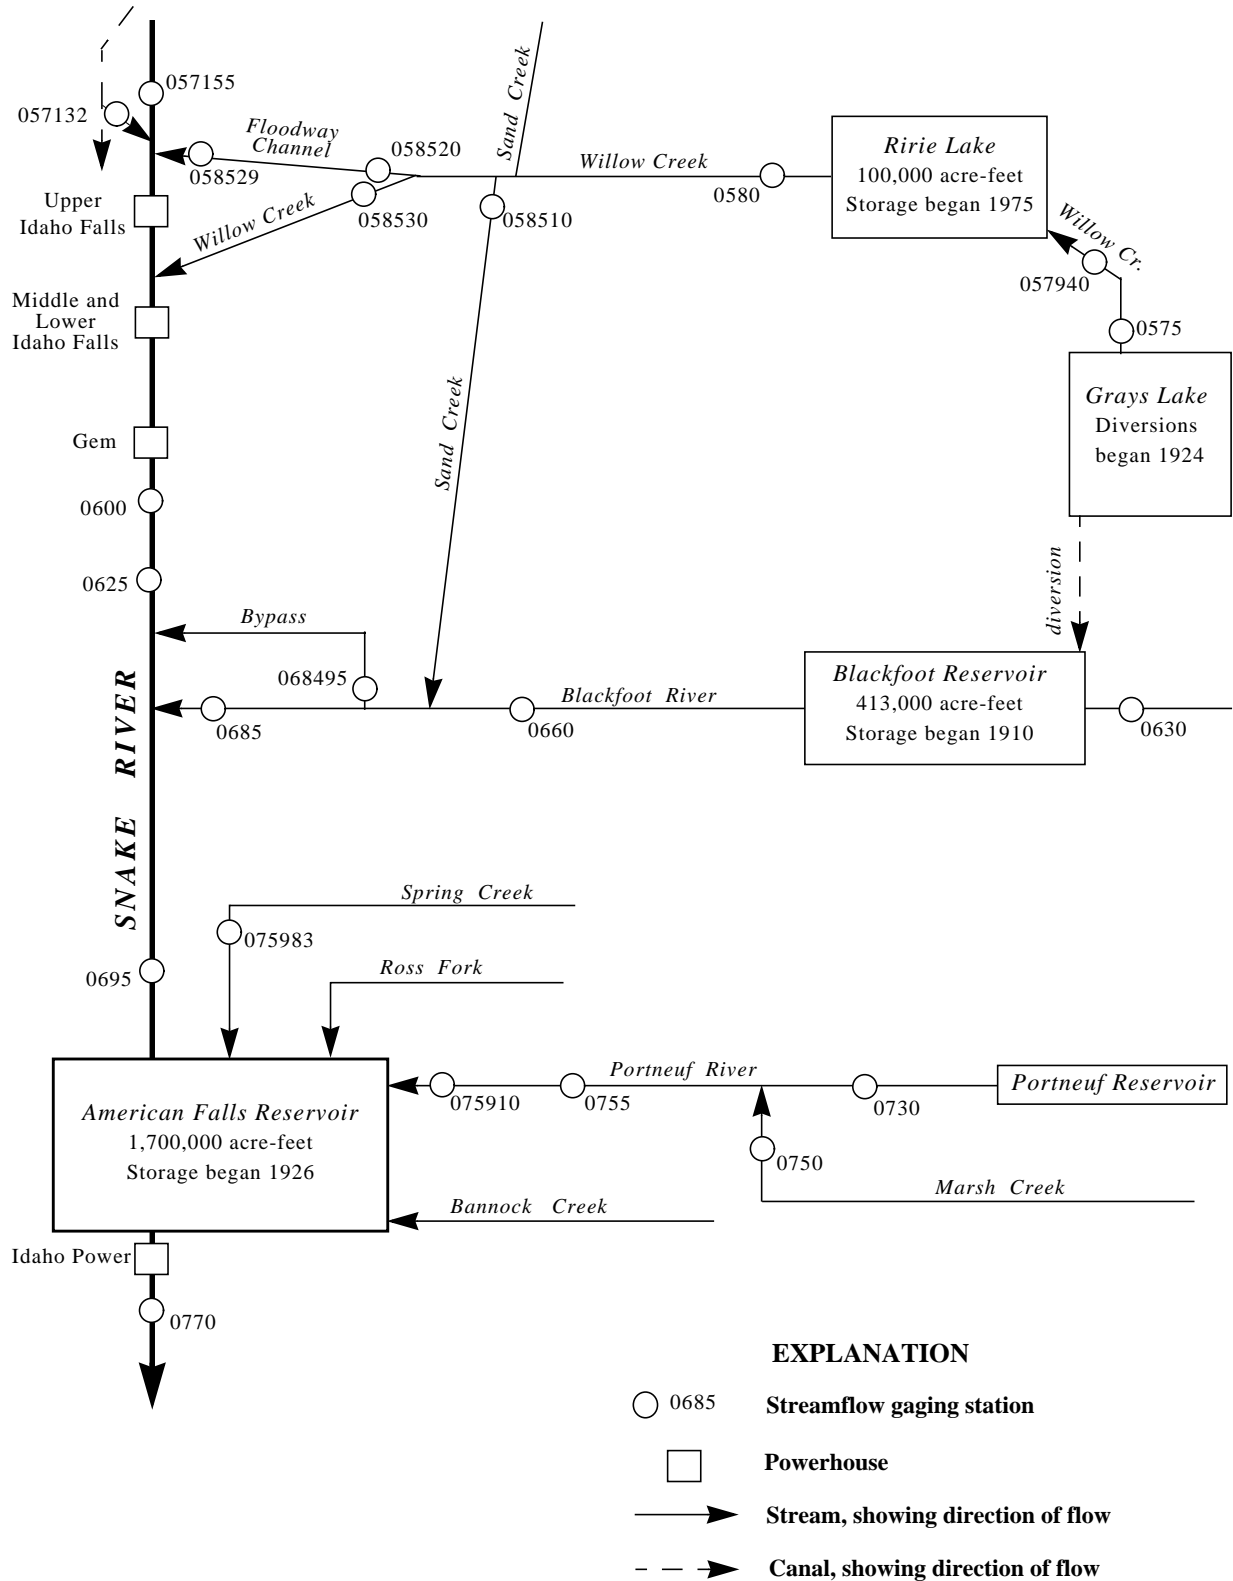 057155
057132
Floodway
Channel
058520
058529
Sand Creek
Willow Creek
0580
Ririe Lake
100,000 acre-feet
Storage began 1975
Upper
Idaho Falls
Willow Creek
058530
058510
Willow Cr.
057940
0575
Middle and
Lower
Idaho Falls
Sand Creek
Grays Lake
Diversions
began 1924
Gem
0600
0625
diversion
Bypass
068495
0685
0660
Blackfoot River
Blackfoot Reservoir
413,000 acre-feet
Storage began 1910
0630
SNAKE RIVER
Spring Creek
075983
Ross Fork
0695
American Falls Reservoir
1,700,000 acre-feet
Storage began 1926
Portneuf River
075910
0755
0730
Portneuf Reservoir
0750
Marsh Creek
Bannock Creek
Idaho Power
0770
EXPLANATION
0685 Streamflow gaging station
Powerhouse
Stream, showing direction of flow
Canal, showing direction of flow